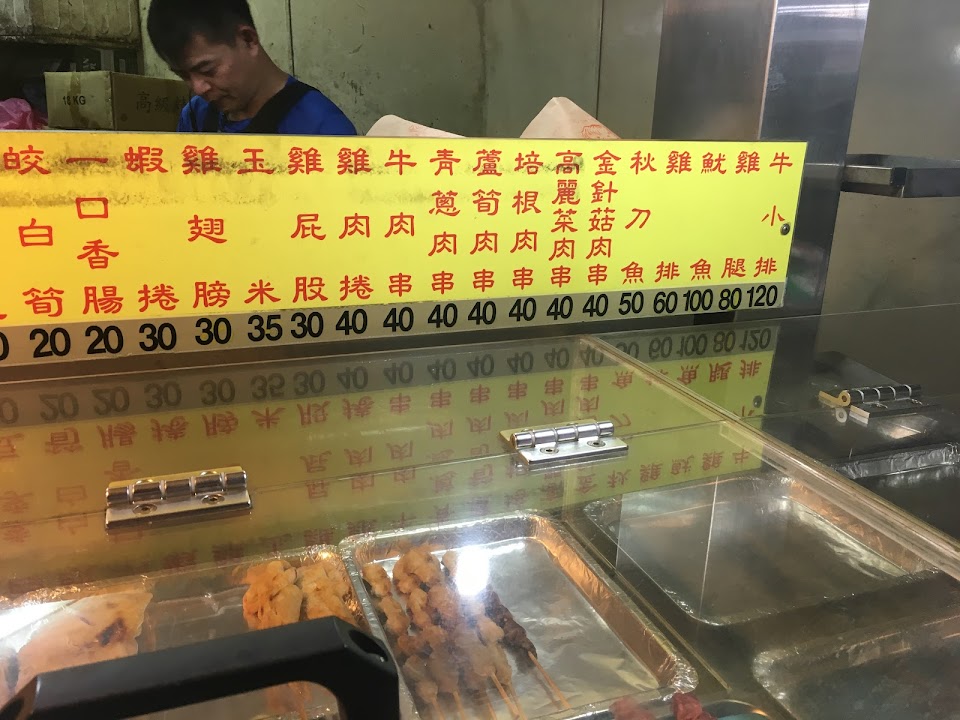 牛小排 120
雞腿 80
魷魚 100
雞排 60
秋刀魚 50
金針菇肉串 40
高麗菜肉串 40
培根肉串 40
蘆筍肉串 40
青蔥肉串 40
牛肉串 40
雞肉捲 40
雞屁股 30
玉米 35
雞翅膀 30
蝦捲 30
一口香腸 20
皎白筍 20
高級